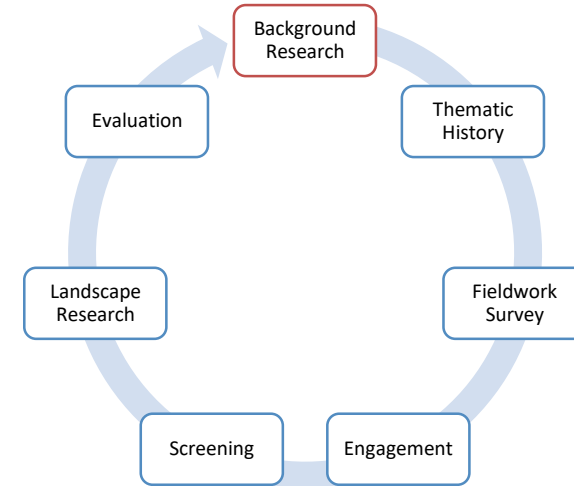 Background
Research
Thematic
History
Fieldwork
Survey
Engagement
Screening
Landscape
Research
Evaluation